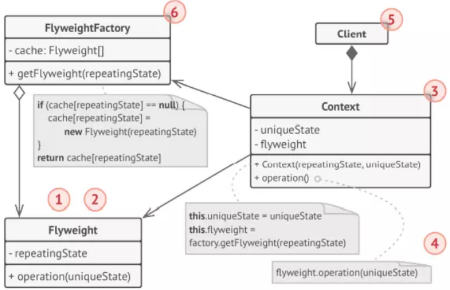 6
FlyweightFactory
- cache: Flyweight[]
+ getFlyweight(repeatingState)
if (cache[repeatingState] == null) {
cache[repeatingState] =
new Flyweight(repeatingState)
}
return cache[repeatingState]
5
Client
3
Context
- uniqueState
- flyweight
+ Context(repeatingState, uniqueState)
+ operation()
1
2
Flyweight
- repeatingState
+ operation(uniqueState)
this.uniqueState = uniqueState
this.flyweight =
factory.getFlyweight(repeatingState)
4
flyweight.operation(uniqueState)